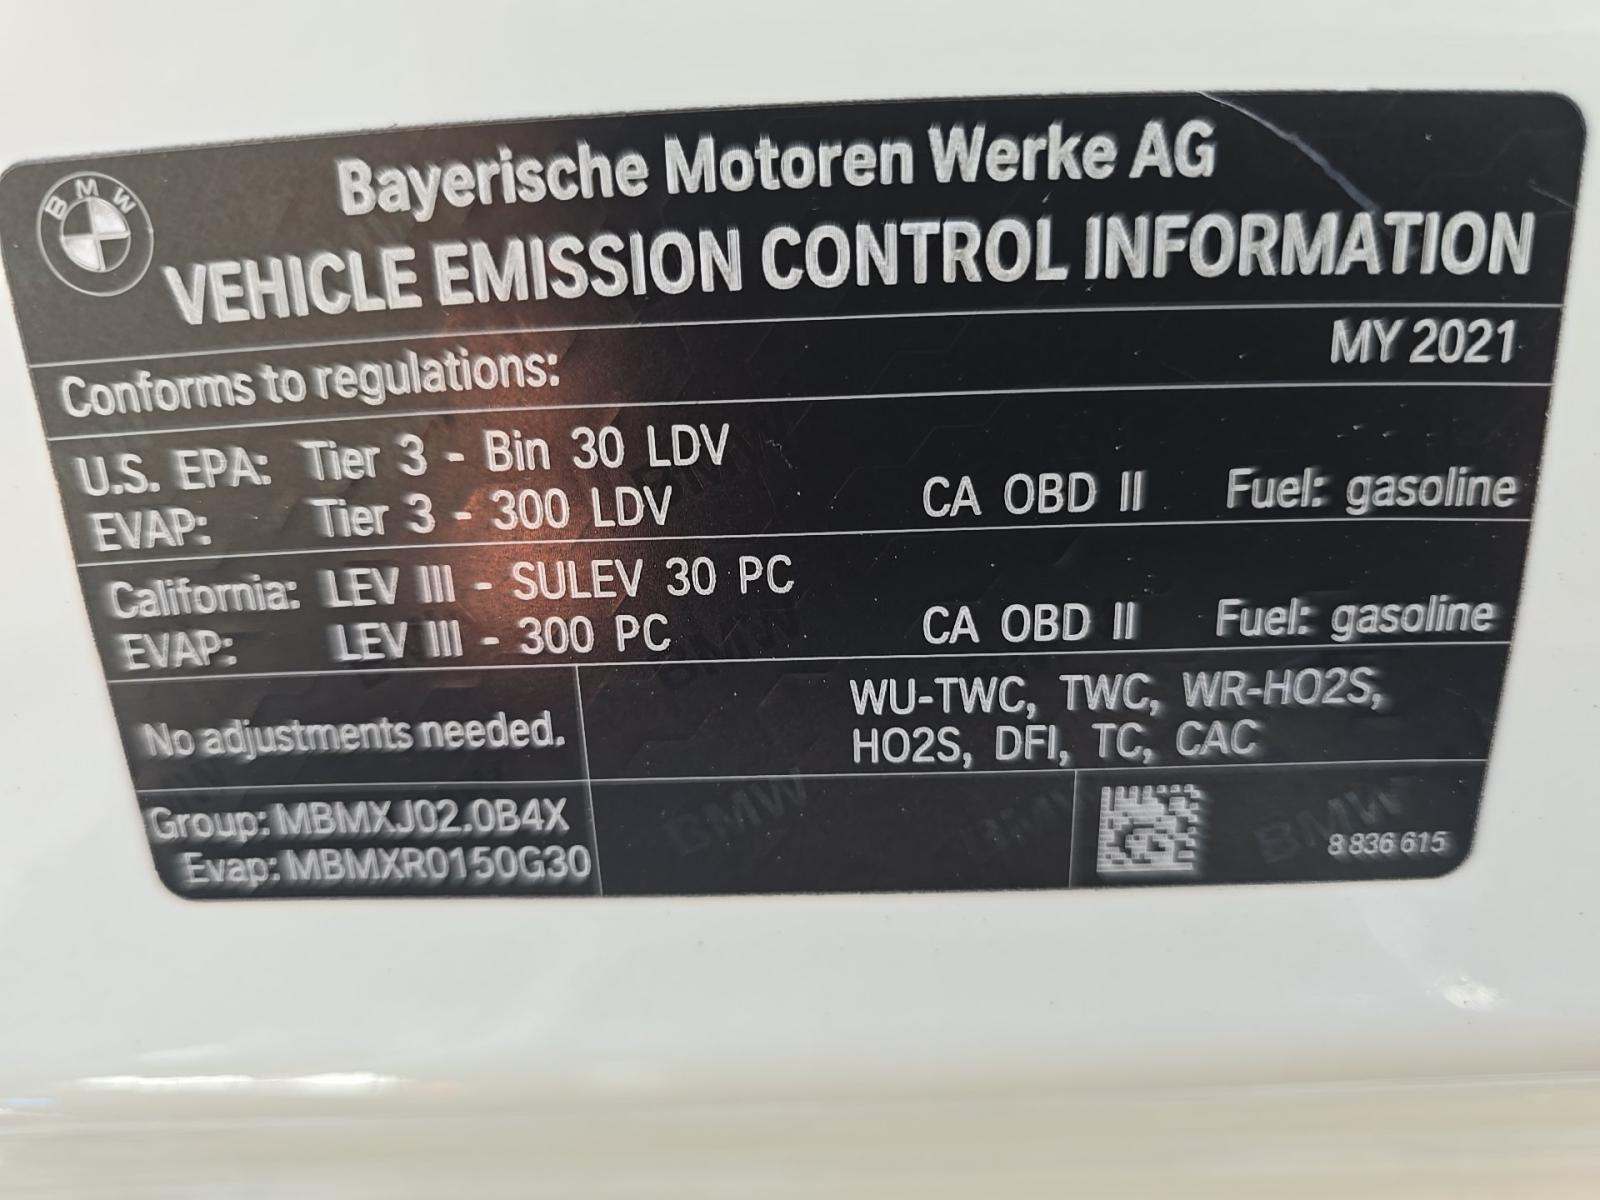 BMW
Bayerische Motoren Werke AG
VEHICLE EMISSION CONTROL INFORMATION
Conforms to regulations: MY 2021
U.S. EPA: Tier 3 - Bin 30 LDV
EVAP: Tier 3 - 300 LDV CA OBD II Fuel: gasoline
California: LEV III - SULEV 30 PC
EVAP: LEV III - 300 PC CA OBD II Fuel: gasoline
No adjustments needed.
WU-TWC, TWC, WR-HO2S,
HO2S, DFI, TC, CAC
Group: MBMXJ02.0B4X
Evap: MBMXR0150G30
8 836 615
BMW
BMW
BMW